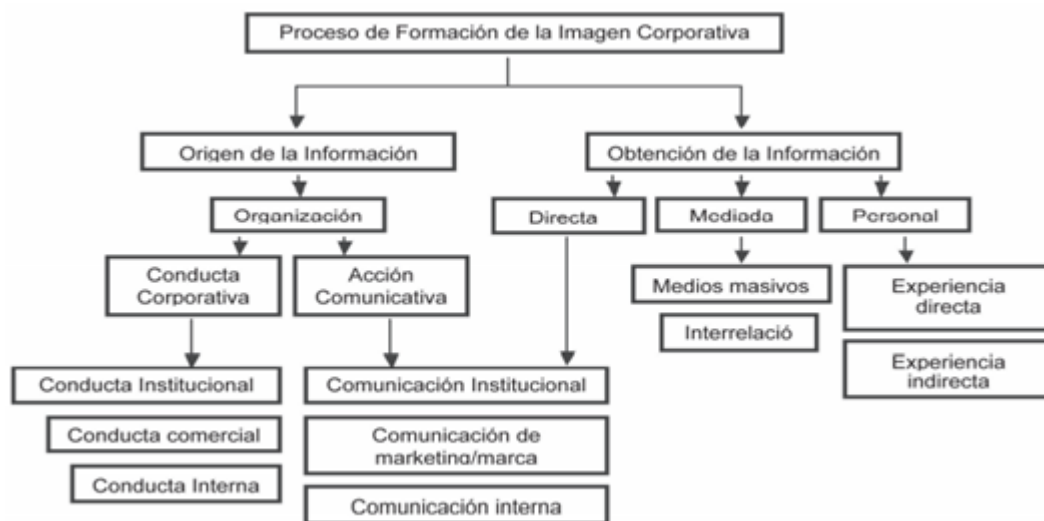 Proceso de Formación de la Imagen Corporativa
Origen de la Información
Obtención de la Información
Organización
Directa
Mediada
Personal
Conducta
Corporativa
Acción
Comunicativa
Medios masivos
Interrelació
Experiencia
directa
Experiencia
indirecta
Conducta Institucional
Comunicación Institucional
Conducta comercial
Comunicación de
marketing/marca
Conducta Interna
Comunicación interna